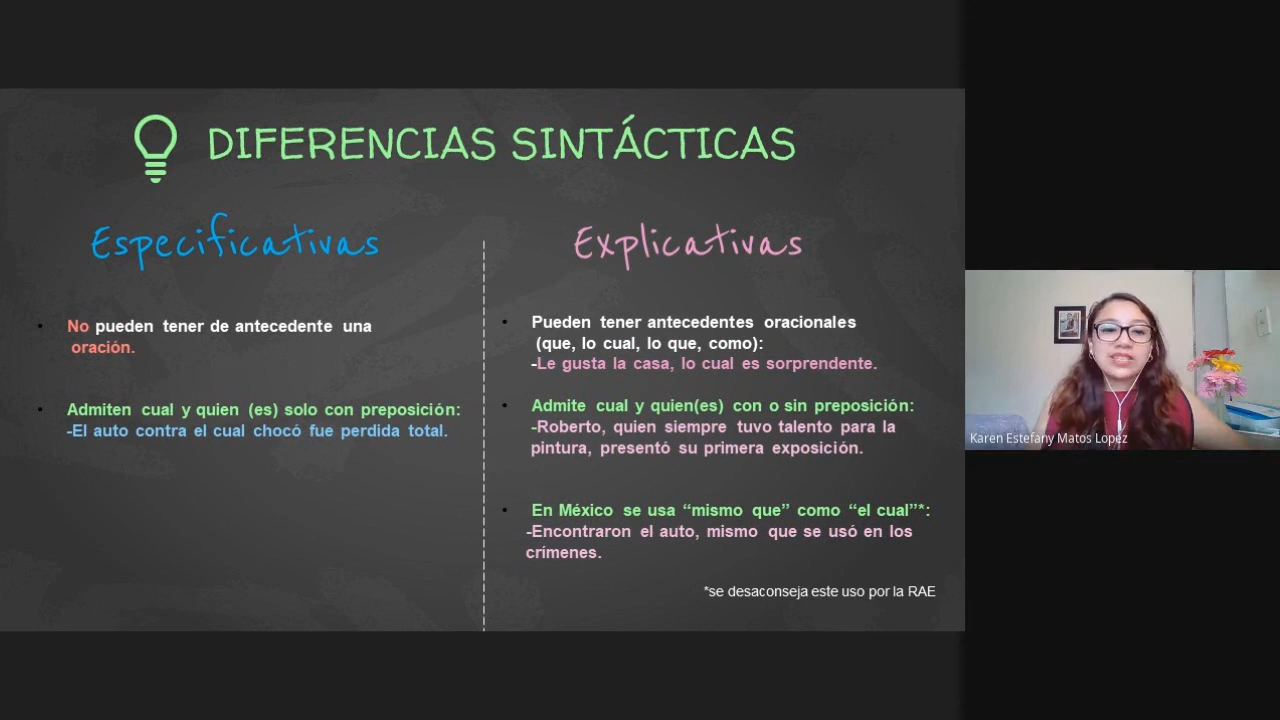 DIFERENCIAS SINTÁCTICAS
Especificativas
No pueden tener de antecedente una
oración.
Admiten cual y quien (es) solo con preposición:
-El auto contra el cual chocó fue perdida total.
Explicativas
Pueden tener antecedentes oracionales
(que, lo cual, lo que, como):
-Le gusta la casa, lo cual es sorprendente.
Admite cual y quien(es) con o sin preposición:
-Roberto, quien siempre tuvo talento para la
pintura, presentó su primera exposición.
En México se usa “mismo que” como “el cual”*:
-Encontraron el auto, mismo que se usó en los
crímenes.
*se desaconseja este uso por la RAE
Karen Estefany Matos Lopez